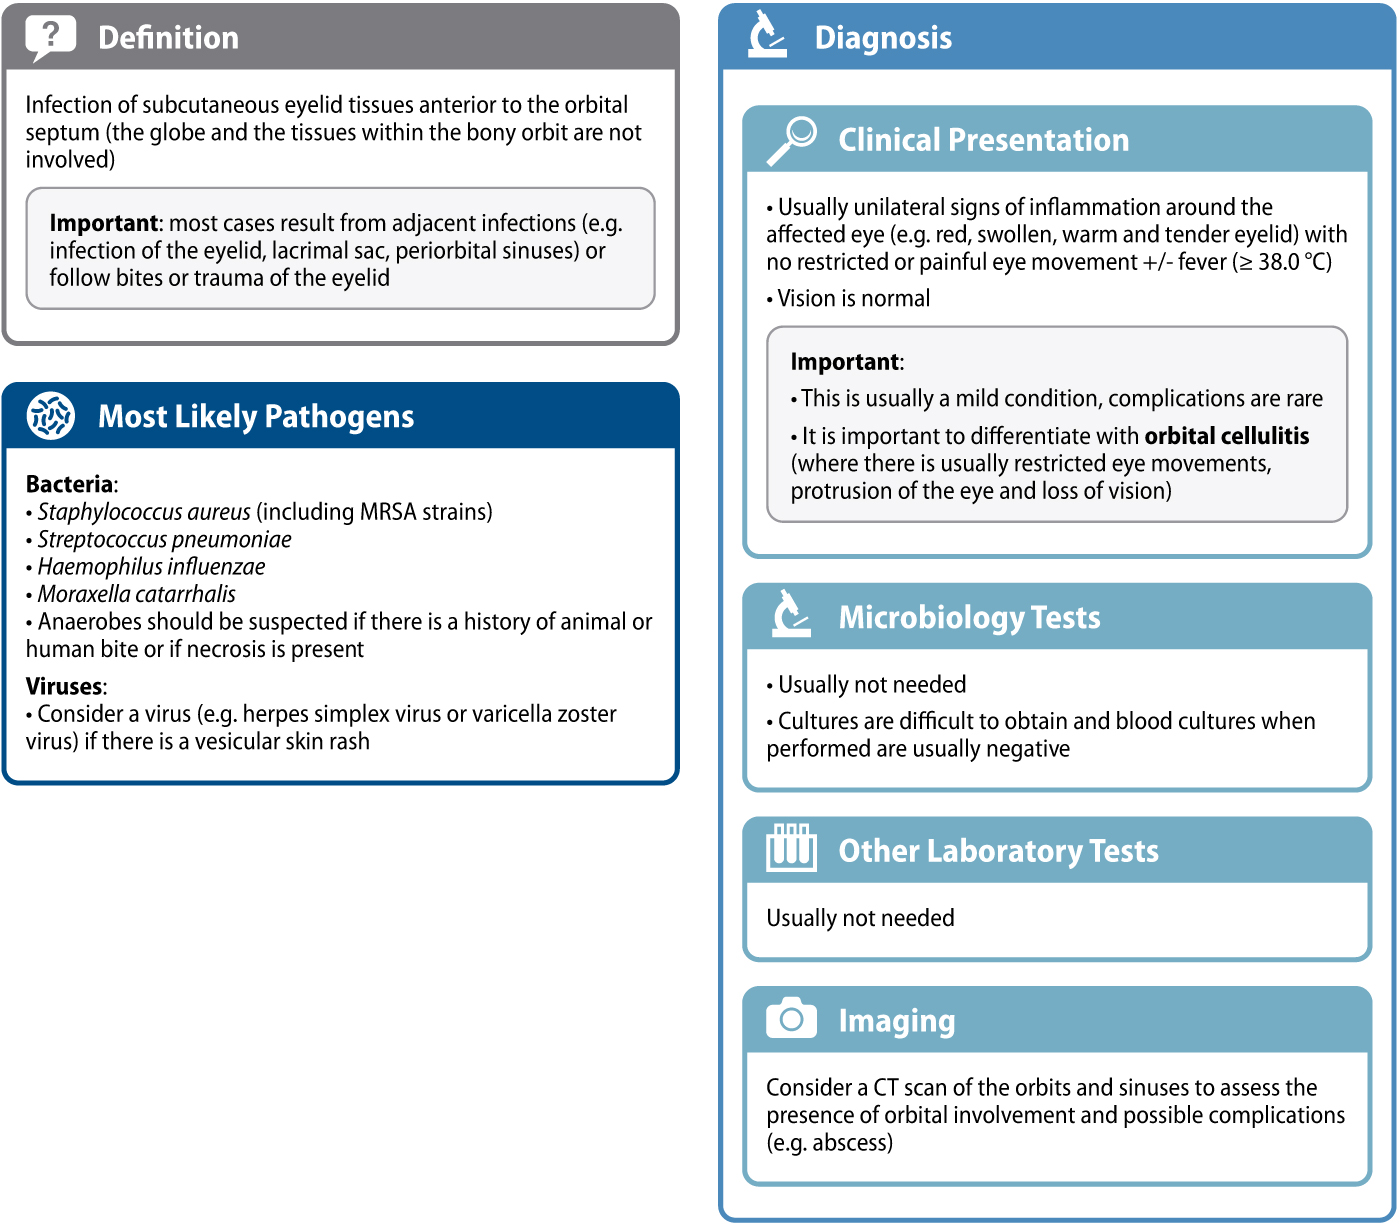 Definition
Infection of subcutaneous eyelid tissues anterior to the orbital
septum (the globe and the tissues within the bony orbit are not
involved)
Important: most cases result from adjacent infections (e.g.
infection of the eyelid, lacrimal sac, periorbital sinuses) or
follow bites or trauma of the eyelid
Most Likely Pathogens
Bacteria:
• Staphylococcus aureus (including MRSA strains)
• Streptococcus pneumoniae
• Haemophilus influenzae
• Moraxella catarrhalis
• Anaerobes should be suspected if there is a history of animal or
human bite or if necrosis is present
Viruses:
• Consider a virus (e.g. herpes simplex virus or varicella zoster
virus) if there is a vesicular skin rash
Diagnosis
Clinical Presentation
• Usually unilateral signs of inflammation around the
affected eye (e.g. red, swollen, warm and tender eyelid) with
no restricted or painful eye movement +/- fever (≥ 38.0 °C)
• Vision is normal
Important:
• This is usually a mild condition, complications are rare
• It is important to differentiate with orbital cellulitis
(where there is usually restricted eye movements,
protrusion of the eye and loss of vision)
Microbiology Tests
• Usually not needed
• Cultures are difficult to obtain and blood cultures when
performed are usually negative
Other Laboratory Tests
Usually not needed
Imaging
Consider a CT scan of the orbits and sinuses to assess the
presence of orbital involvement and possible complications
(e.g. abscess)